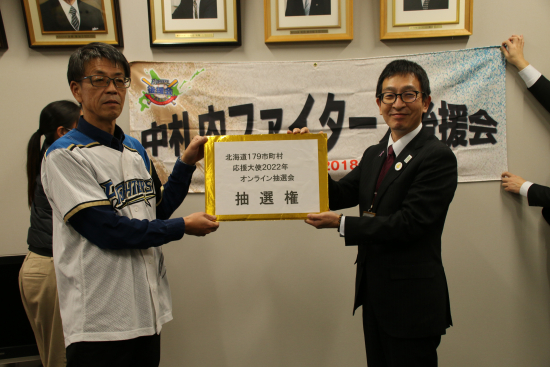 中札内ファイター
援会
2018
北海道179市町村
応援大使2022年
オンライン抽選会
抽選権